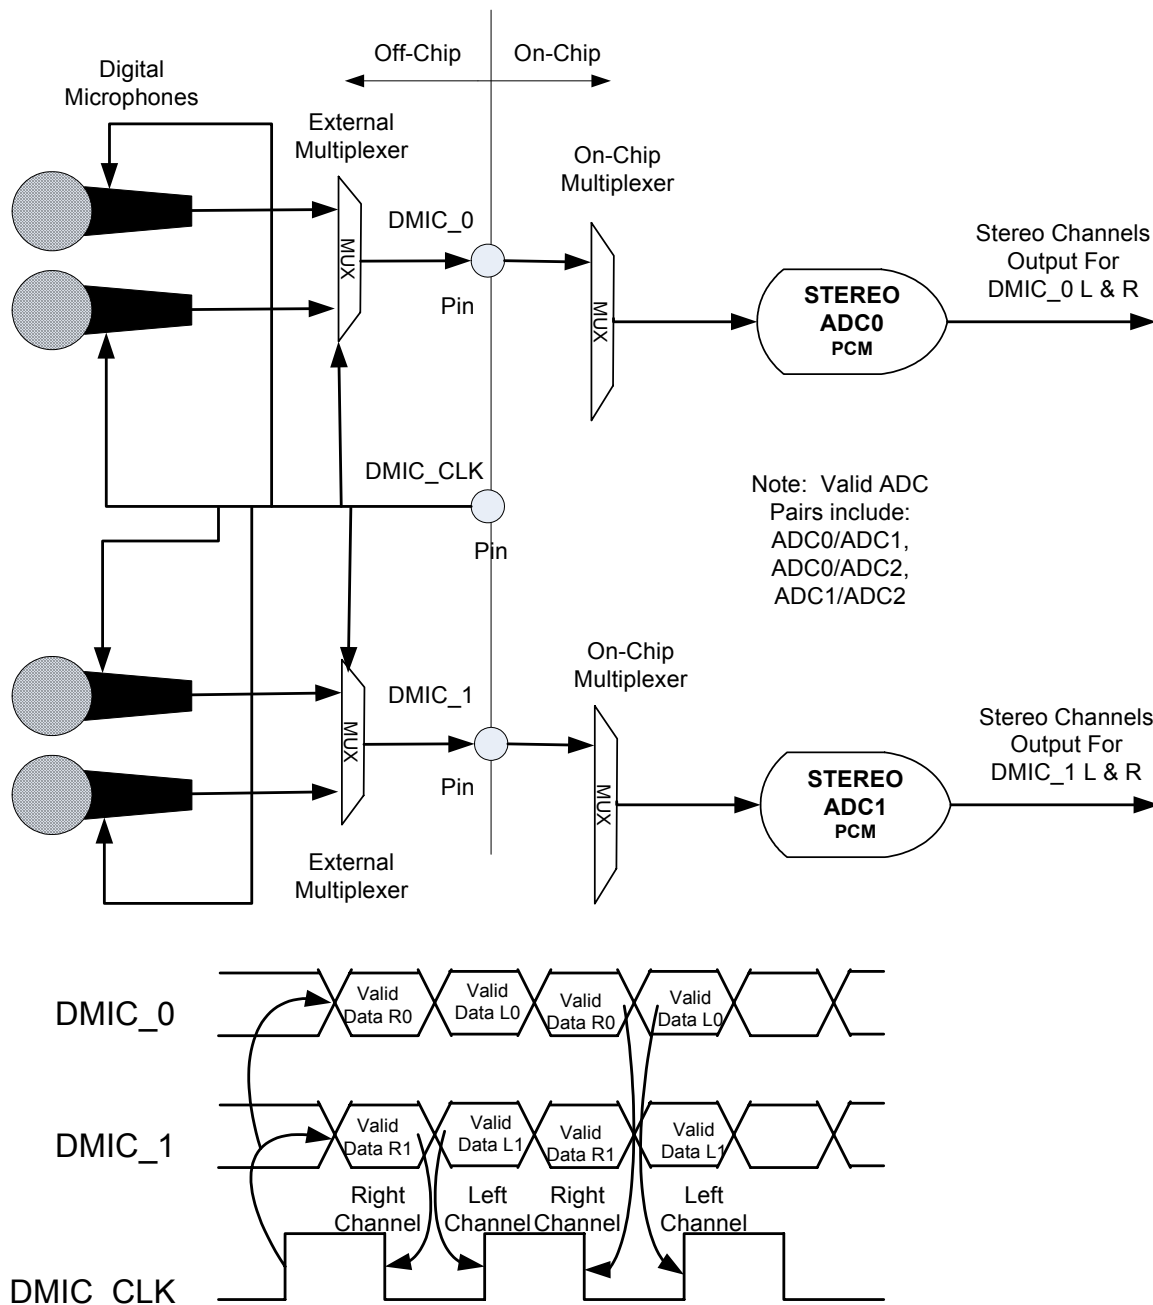 Off-Chip
On-Chip
Digital
Microphones
External
Multiplexer
On-Chip
Multiplexer
DMIC_0
MUX
Pin
MUX
STEREO
ADC0
PCM
Stereo Channels
Output For
DMIC_0 L & R
DMIC_CLK
Pin
Note: Valid ADC
Pairs include:
ADC0/ADC1,
ADC0/ADC2,
ADC1/ADC2
On-Chip
Multiplexer
DMIC_1
MUX
Pin
MUX
STEREO
ADC1
PCM
Stereo Channels
Output For
DMIC_1 L & R
External
Multiplexer
DMIC_0
Valid
Data R0
Valid
Data L0
Valid
Data R0
Valid
Data L0
DMIC_1
Valid
Data R1
Valid
Data L1
Valid
Data R1
Valid
Data L1
Right
Channel
Left
Channel
Right
Channel
Left
Channel
DMIC_CLK